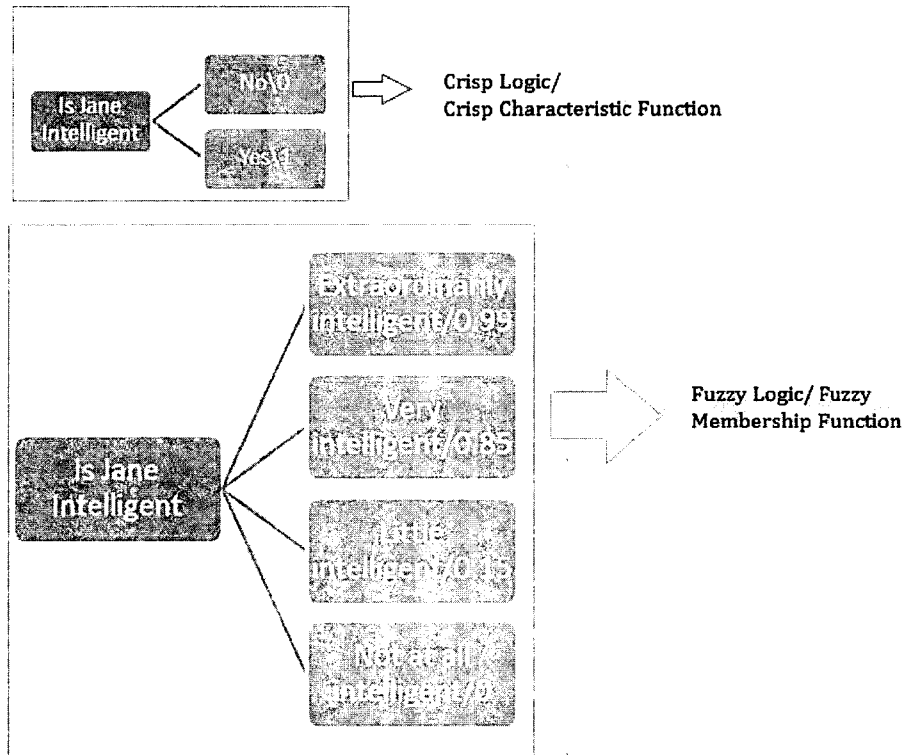 Is Jane
Intelligent
No\0
Yes\1
Crisp Logic/
Crisp Characteristic Function
Is Jane
Intelligent
Extraordinarily
intelligent/0.99
Very
intelligent/0.85
Little
intelligent/0.15
Not at all
intelligent/0
Fuzzy Logic/ Fuzzy
Membership Function